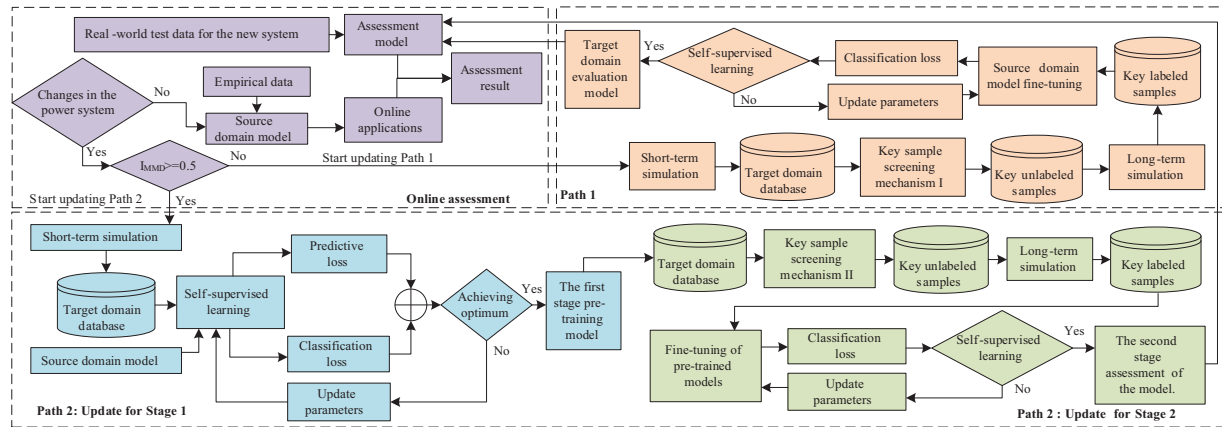 Real -world test data for the new system
Assessment
model
Assessment
result
Empirical data
Changes in the
power system
No
Source
domain model
Online
applications
Yes
I_MMD>=0.5
No
Start updating Path 1
Start updating Path 2
Yes
Online assessment
Target
domain
evaluation
model
Yes
Self-supervised
learning
No
Classification loss
Update parameters
Source domain
model fine-tuning
Key labeled
samples
Short-term
simulation
Target domain
database
Key sample
screening
mechanism I
Key unlabeled
samples
Long-term
simulation
Path 1
Short-term simulation
Target domain
database
Source domain model
Self-supervised
learning
Predictive
loss
Classification
loss
Update
parameters
Achieving
optimum
Yes
No
The first
stage pre-
training
model
Path 2: Update for Stage 1
Target domain
database
Key sample
screening
mechanism II
Key unlabeled
samples
Long-term
simulation
Key labeled
samples
Fine-tuning of
pre-trained
models
Classification
loss
Update
parameters
Self-supervised
learning
Yes
No
The second
stage
assessment of
the model.
Path 2 : Update for Stage 2